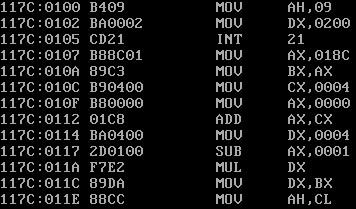 117C:0100 B409 MOV AH,09
117C:0102 BA0002 MOV DX,0200
117C:0105 CD21 INT 21
117C:0107 B88C01 MOV AX,018C
117C:010A 89C3 MOV BX,AX
117C:010C B90400 MOV CX,0004
117C:010F B80000 MOV AX,0000
117C:0112 01C8 ADD AX,CX
117C:0114 BA0400 MOV DX,0004
117C:0117 2D0100 SUB AX,0001
117C:011A F7E2 MUL DX
117C:011C 89DA MOV DX,BX
117C:011E 88CC MOV AH,CL